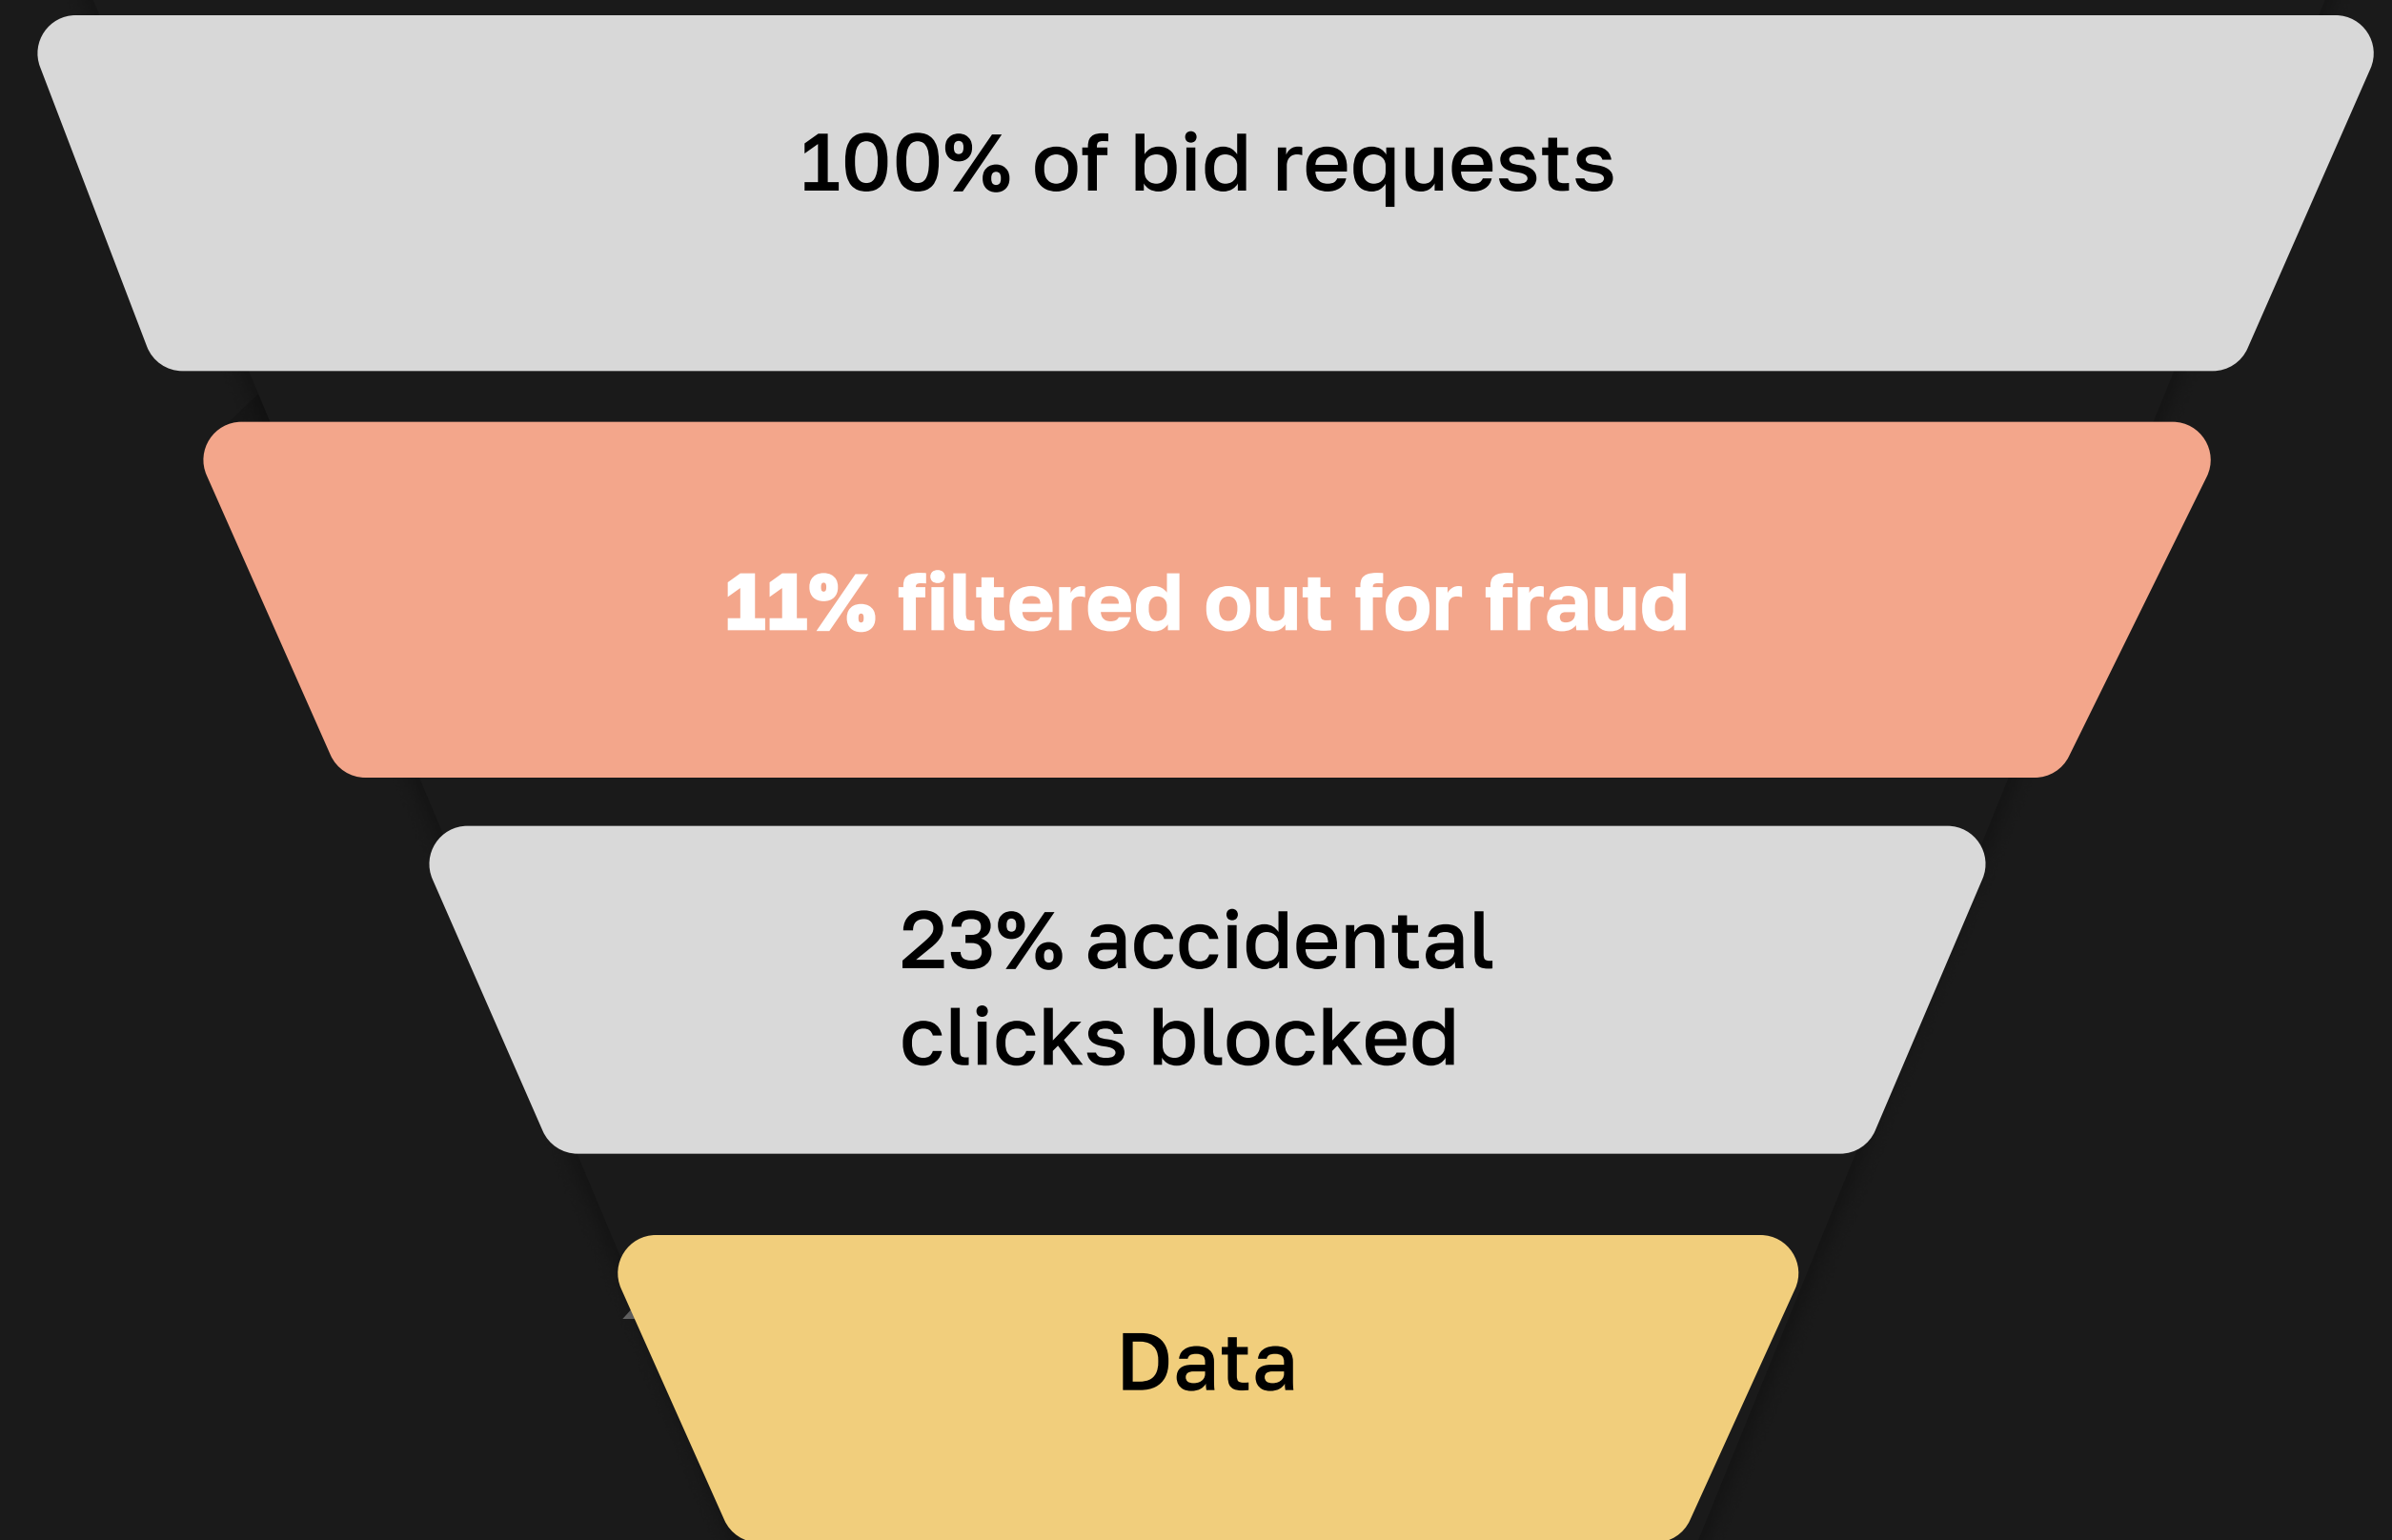 100% of bid requests
11% filtered out for fraud
23% accidental
clicks blocked
Data